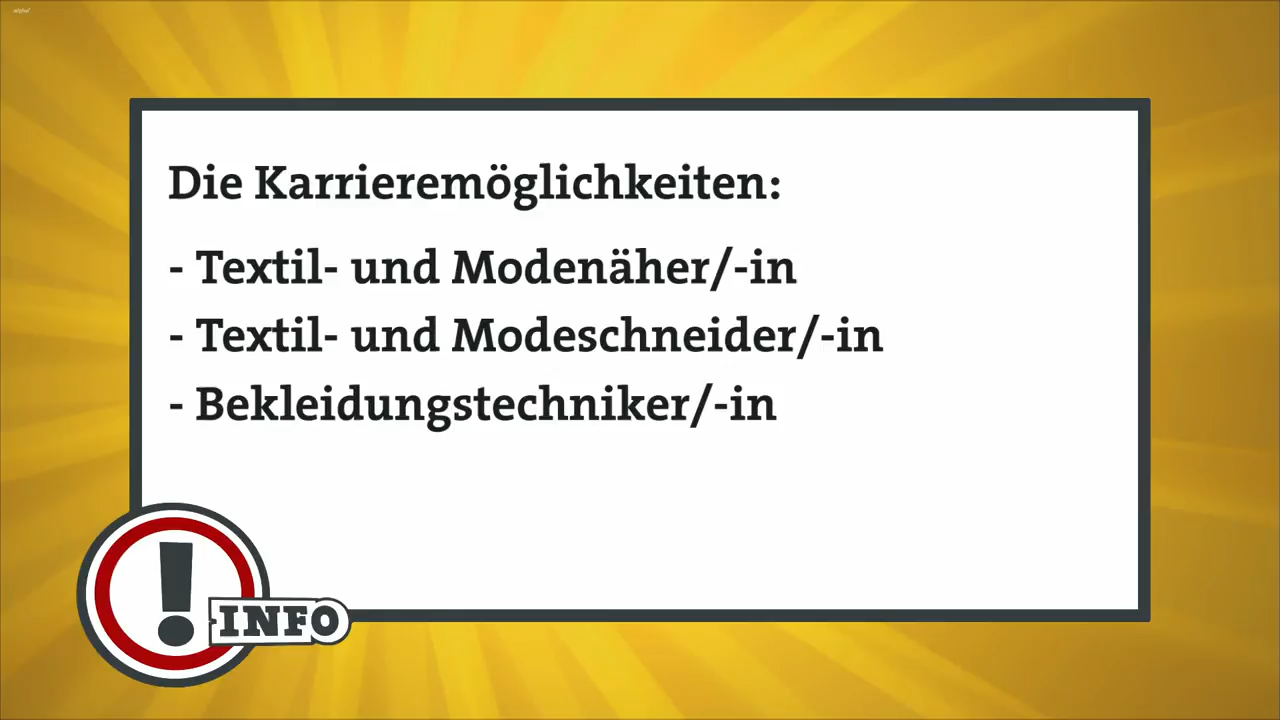 Die Karrieremöglichkeiten:
- Textil- und Modenäher/-in
- Textil- und Modeschneider/-in
- Bekleidungstechniker/-in
INFO